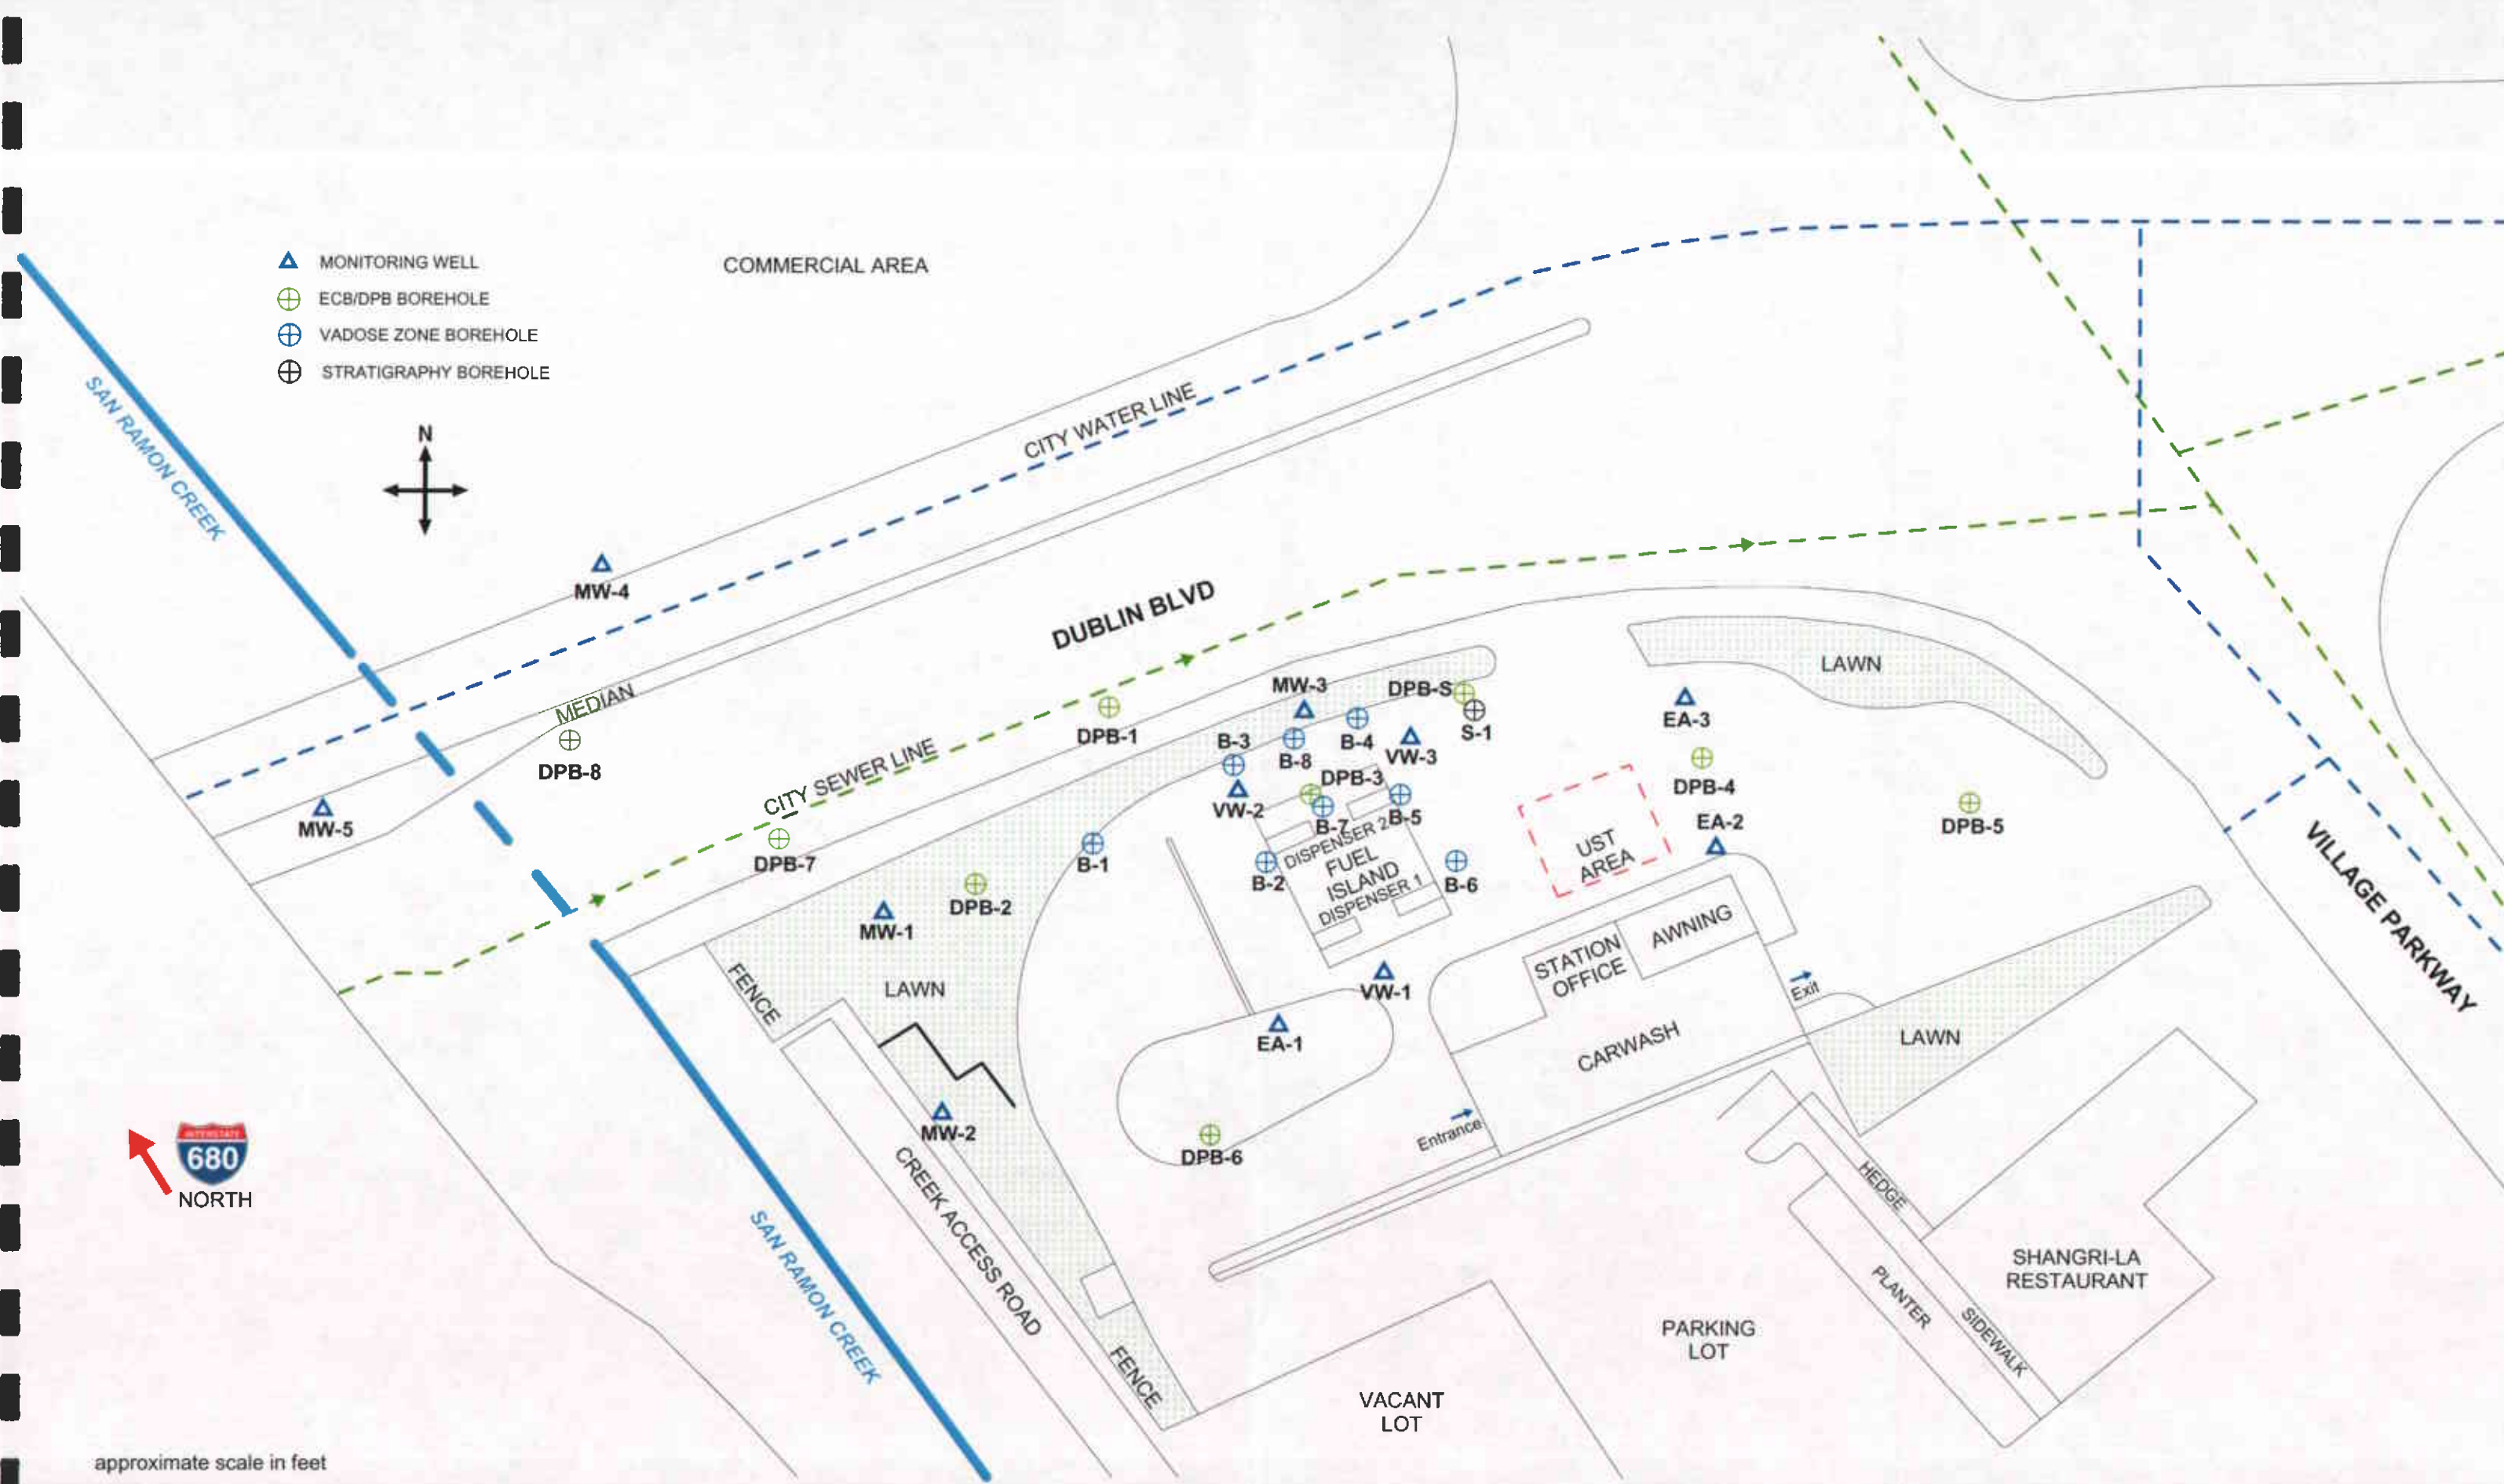 MONITORING WELL
ECB/DPB BOREHOLE
VADOSE ZONE BOREHOLE
STRATIGRAPHY BOREHOLE
COMMERCIAL AREA
N
SAN RAMON CREEK
CITY WATER LINE
MW-4
DUBLIN BLVD
MEDIAN
DPB-8
MW-5
CITY SEWER LINE
DPB-7
DPB-1
MW-3
DPB-S
S-1
B-3
B-8
B-4
VW-3
DPB-3
VW-2
B-7
B-5
B-1
B-2
DISPENSER 2
FUEL
ISLAND
DISPENSER 1
B-6
UST
AREA
EA-3
DPB-4
EA-2
LAWN
DPB-5
VILLAGE PARKWAY
MW-1
DPB-2
FENCE
LAWN
VW-1
EA-1
STATION
OFFICE
AWNING
Exit
CARWASH
LAWN
MW-2
DPB-6
Entrance
CREEK ACCESS ROAD
SAN RAMON CREEK
FENCE
INTERSTATE
680
NORTH
HEDGE
PLANTER
SIDEWALK
SHANGRI-LA
RESTAURANT
PARKING
LOT
VACANT
LOT
approximate scale in feet